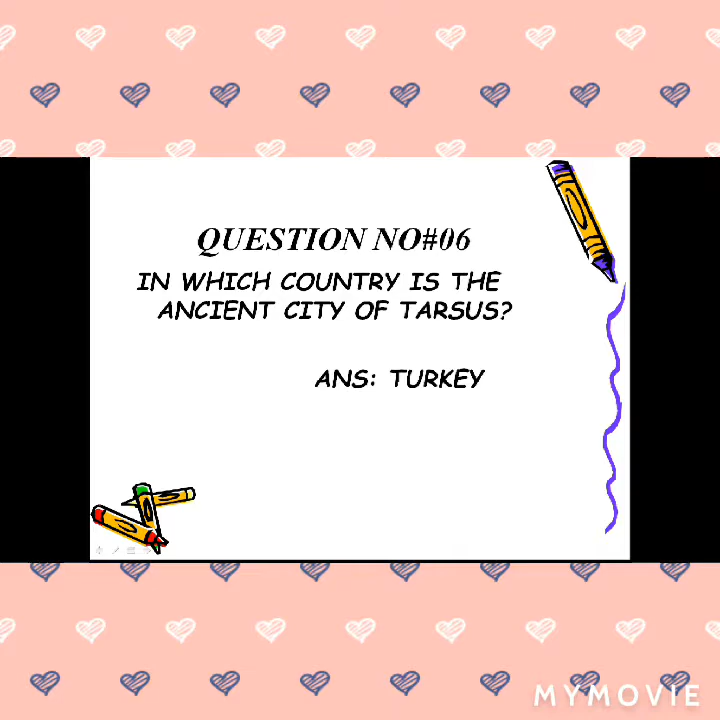 QUESTION NO#06
IN WHICH COUNTRY IS THE
ANCIENT CITY OF TARSUS?
ANS: TURKEY
MYMOVIE